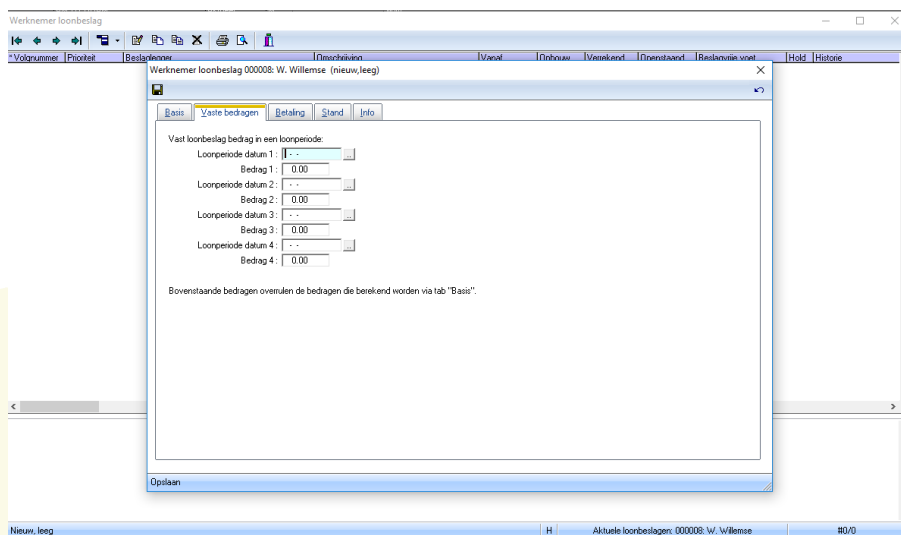 Werknemer loonbeslag
* Volgnummer Prioriteit Beslaglegger Omschrijving Vanaf Opbouw Verrekend Openstaand Beslagvrije voet Hold Historie
Werknemer loonbeslag 000008: W. Willemse (nieuw,leeg)
Basis Vaste bedragen Betaling Stand Info
Vast loonbeslag bedrag in een loonperiode:
Loonperiode datum 1 : - - ...
Bedrag 1 : 0.00
Loonperiode datum 2 : - - ...
Bedrag 2 : 0.00
Loonperiode datum 3 : - - ...
Bedrag 3 : 0.00
Loonperiode datum 4 : - - ...
Bedrag 4 : 0.00
Bovenstaande bedragen overrulen de bedragen die berekend worden via tab "Basis".
Opslaan
Nieuw, leeg H Aktuele loonbeslagen: 000008: W. Willemse #0/0